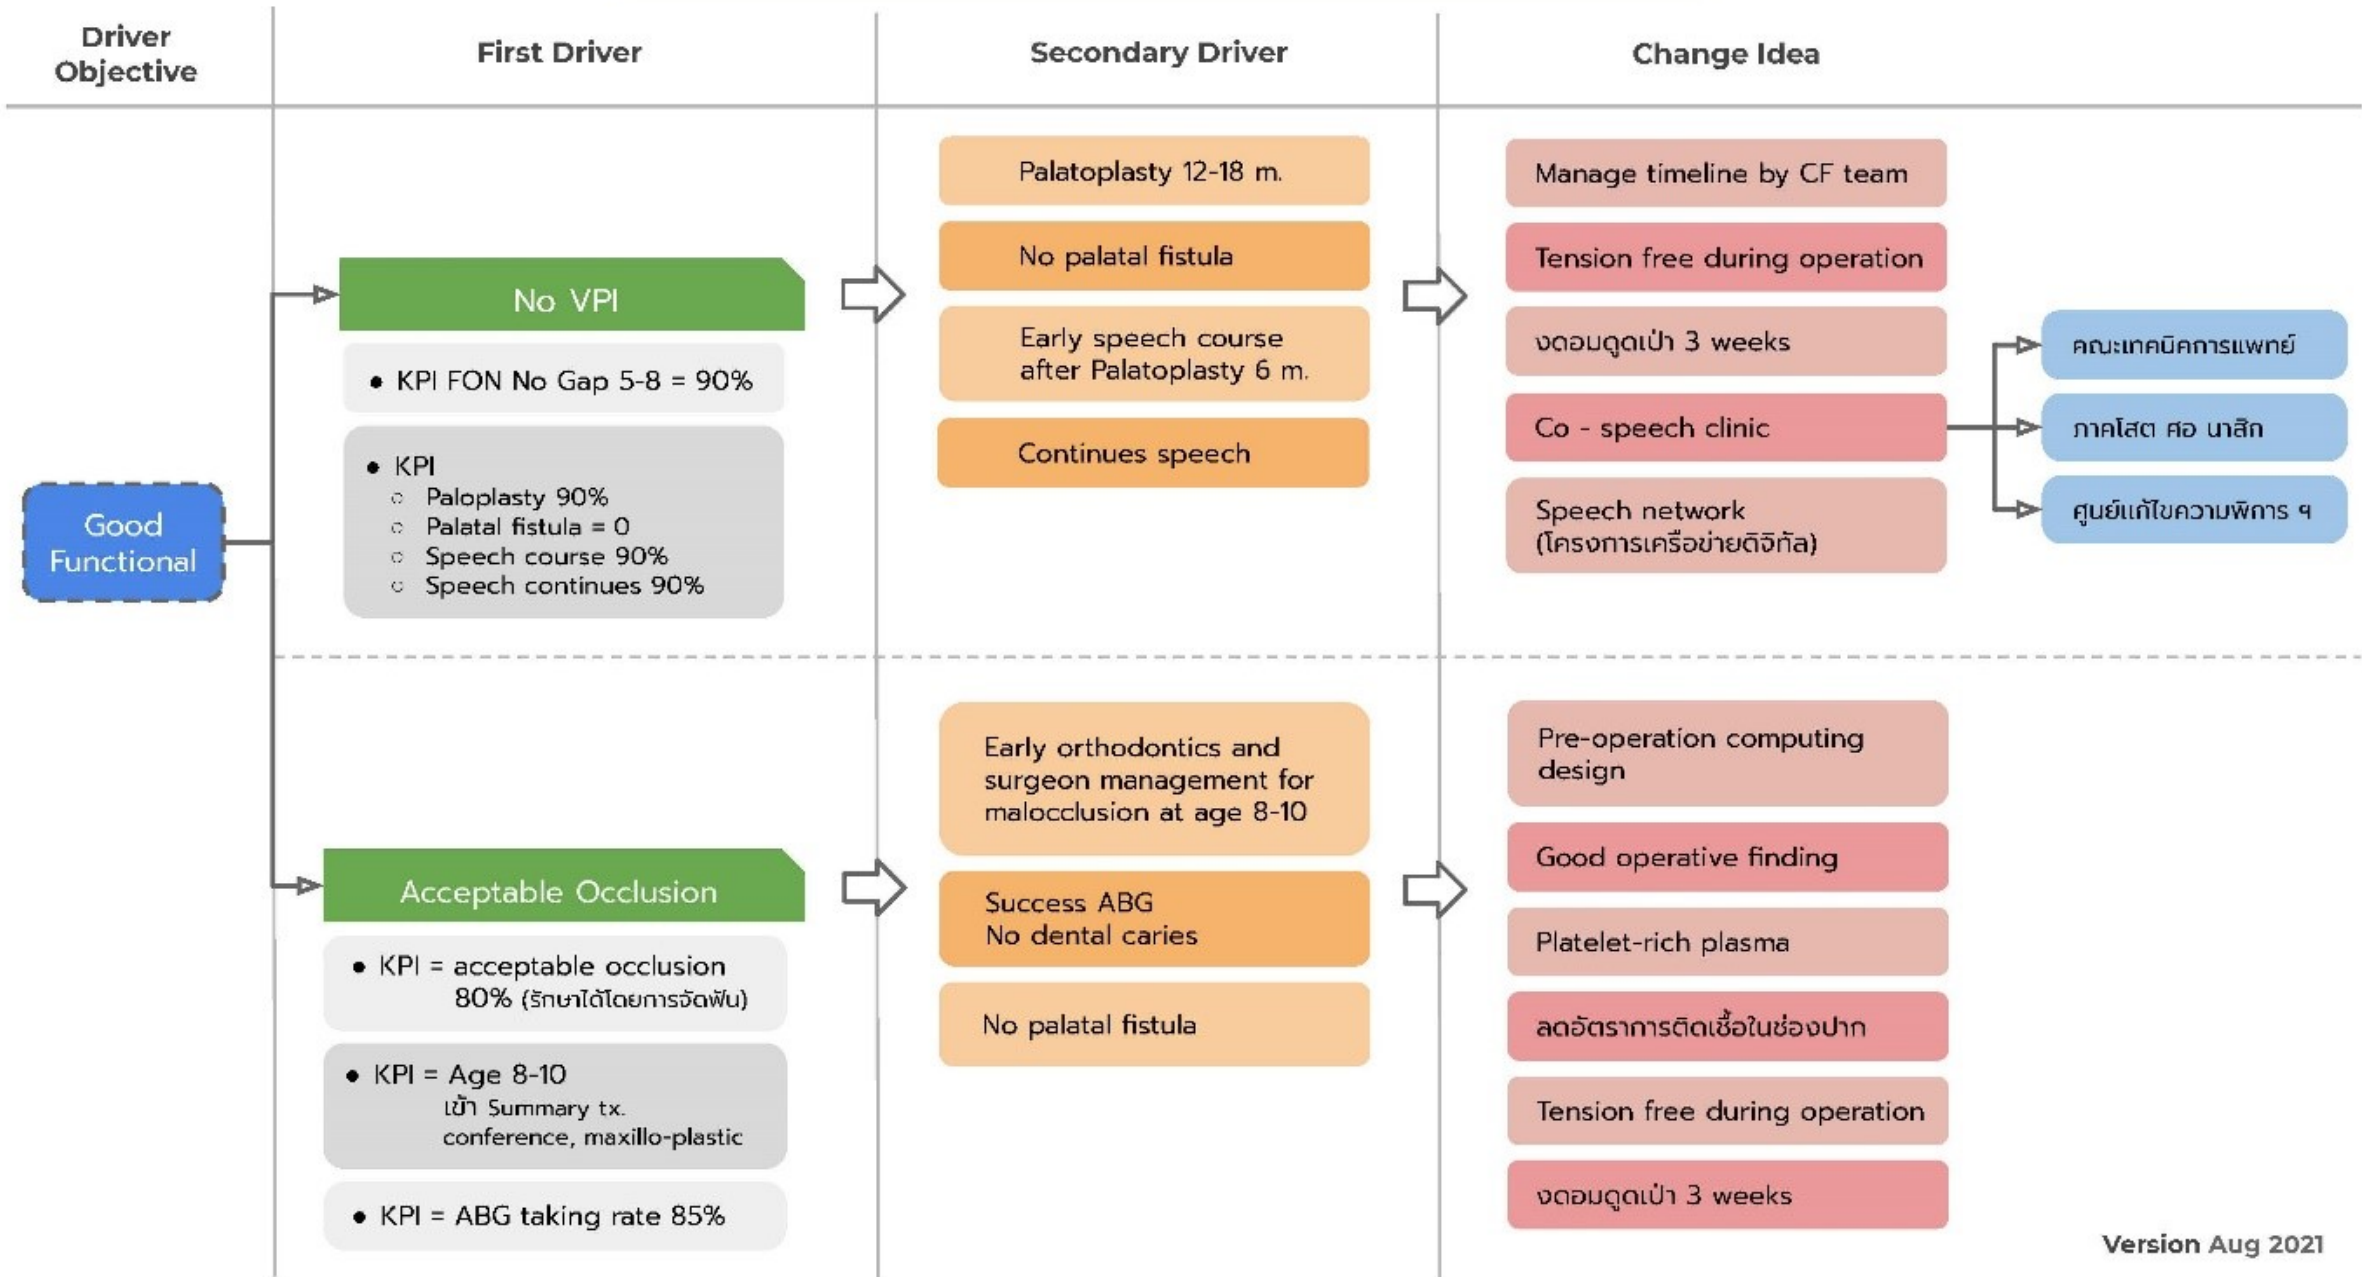 Driver
Objective
First Driver
Secondary Driver
Change Idea
Good
Functional
No VPI
• KPI FON No Gap 5-8 = 90%
• KPI
○ Paloplasty 90%
○ Palatal fistula = 0
○ Speech course 90%
○ Speech continues 90%
Palatoplasty 12-18 m.
No palatal fistula
Early speech course
after Palatoplasty 6 m.
Continues speech
Manage timeline by CF team
Tension free during operation
งดอมดูดเป่า 3 weeks
Co - speech clinic
Speech network
(โครงการเครือข่ายดิจิทัล)
คณะเทคนิคการแพทย์
ภาคโสต ศอ นาสิก
ศูนย์แก้ไขความพิการ ฯ
Acceptable Occlusion
• KPI = acceptable occlusion
80% (รักษาได้โดยการจัดฟัน)
• KPI = Age 8-10
เข้า Summary tx.
conference, maxillo-plastic
• KPI = ABG taking rate 85%
Early orthodontics and
surgeon management for
malocclusion at age 8-10
Success ABG
No dental caries
No palatal fistula
Pre-operation computing
design
Good operative finding
Platelet-rich plasma
ลดอัตราการติดเชื้อในช่องปาก
Tension free during operation
งดอมดูดเป่า 3 weeks
Version Aug 2021